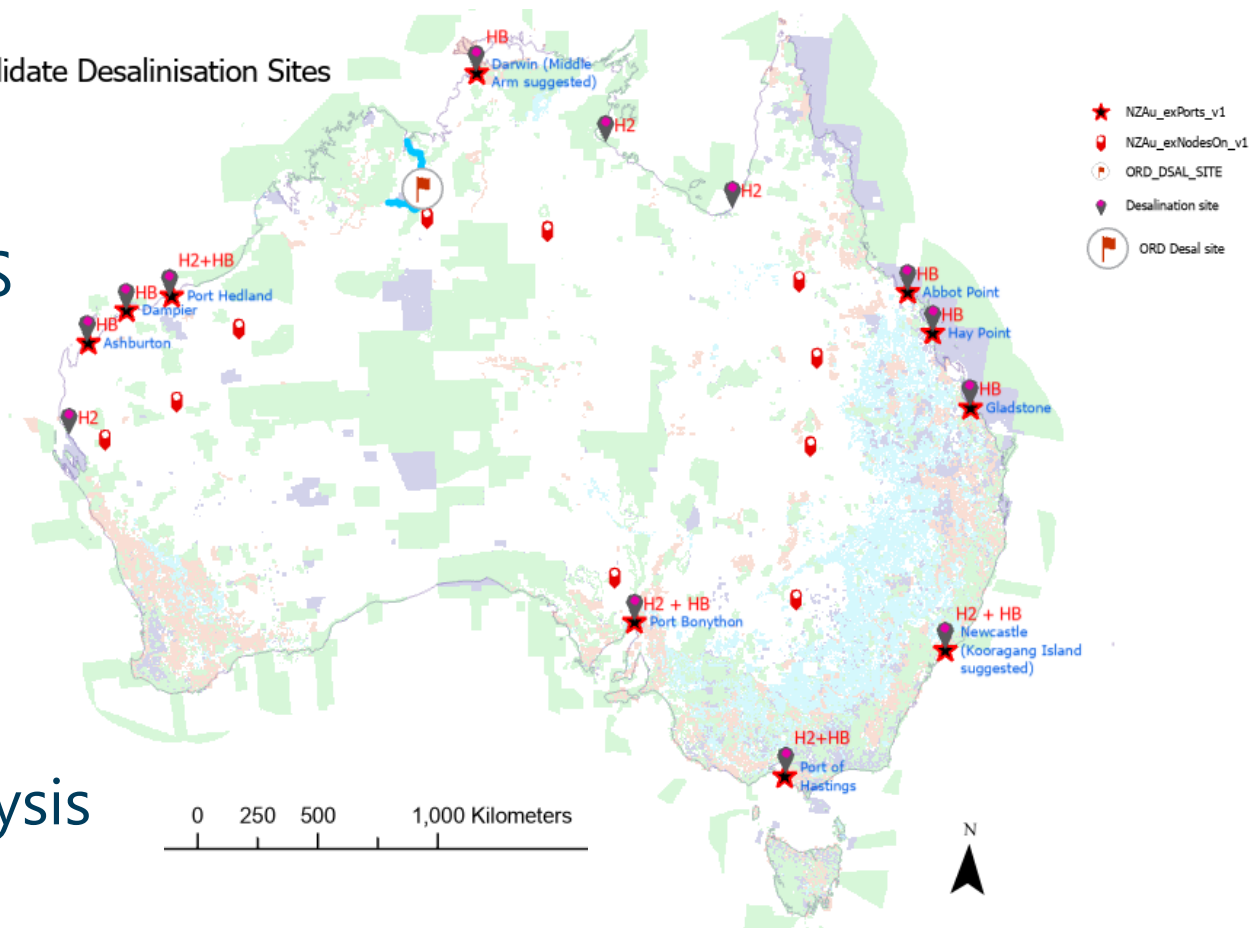 didate Desalinisation Sites
S
ysis
HB
Darwin (Middle
Arm suggested)
H2
H2
H2+HB
Port Hedland
HB
Dampier
HB
Ashburton
H2
HB
Abbot Point
HB
Hay Point
HB
Gladstone
H2 + HB
Port Bonython
H2 + HB
Newcastle
(Kooragang Island
suggested)
H2+HB
Port of
Hastings
NZAu_exPorts_v1
NZAu_exNodesOn_v1
ORD_DSAL_SITE
Desalination site
ORD Desal site
0 250 500 1,000 Kilometers
N